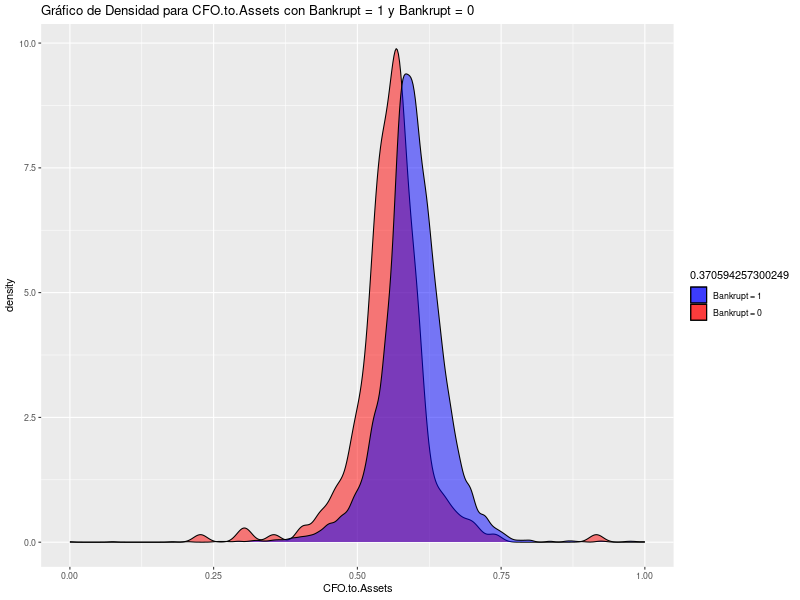 Gráfico de Densidad para CFO.to.Assets con Bankrupt = 1 y Bankrupt = 0
10.0
7.5
5.0
2.5
0.0
density
0.00 0.25 0.50 0.75 1.00
CFO.to.Assets
0.370594257300249
Bankrupt = 1
Bankrupt = 0